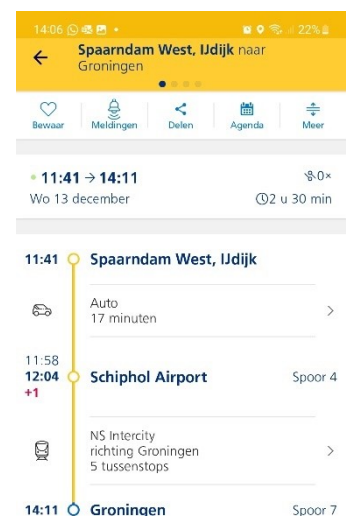 14:06 22%
Spaarndam West, IJdijk naar
Groningen
Bewaar Meldingen Delen Agenda Meer
11:41 → 14:11 0×
Wo 13 december 2 u 30 min
11:41 Spaarndam West, IJdijk
Auto
17 minuten
11:58
12:04 Schiphol Airport Spoor 4
+1
NS Intercity
richting Groningen
5 tussenstops
14:11 Groningen Spoor 7